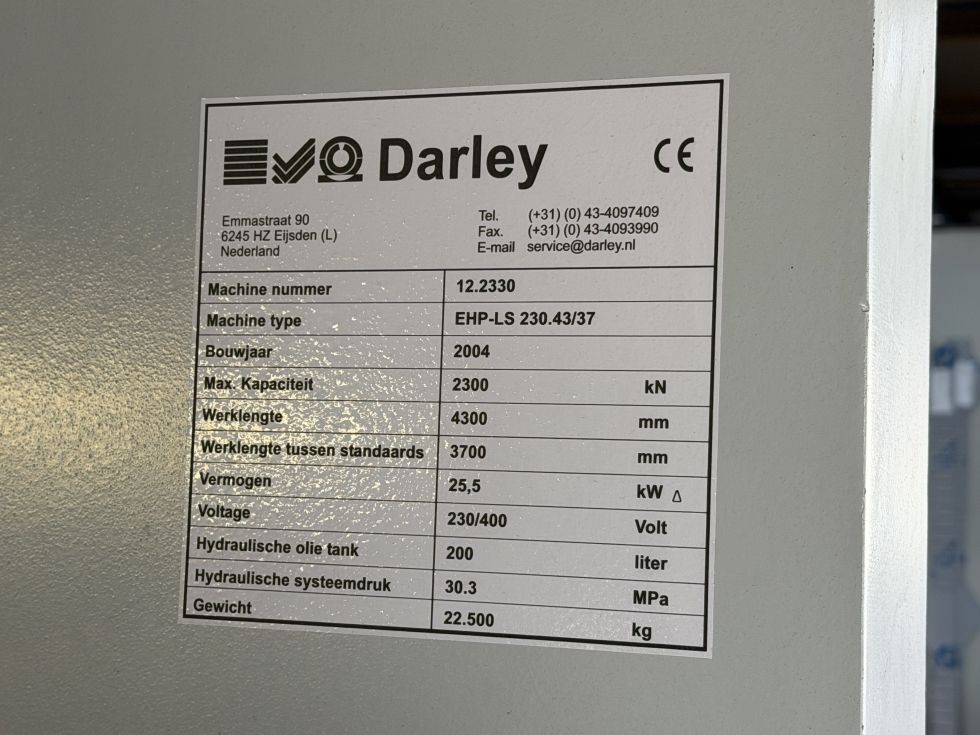 Darley CE
Emmastraat 90
6245 HZ Eijsden (L)
Nederland
Tel. (+31) (0) 43-4097409
Fax. (+31) (0) 43-4093990
E-mail service@darley.nl
Machine nummer 12.2330
Machine type EHP-LS 230.43/37
Bouwjaar 2004
Max. Kapaciteit 2300 kN
Werklengte 4300 mm
Werklengte tussen standaards 3700 mm
Vermogen 25,5 kW Δ
Voltage 230/400 Volt
Hydraulische olie tank 200 liter
Hydraulische systeemdruk 30.3 MPa
Gewicht 22.500 kg